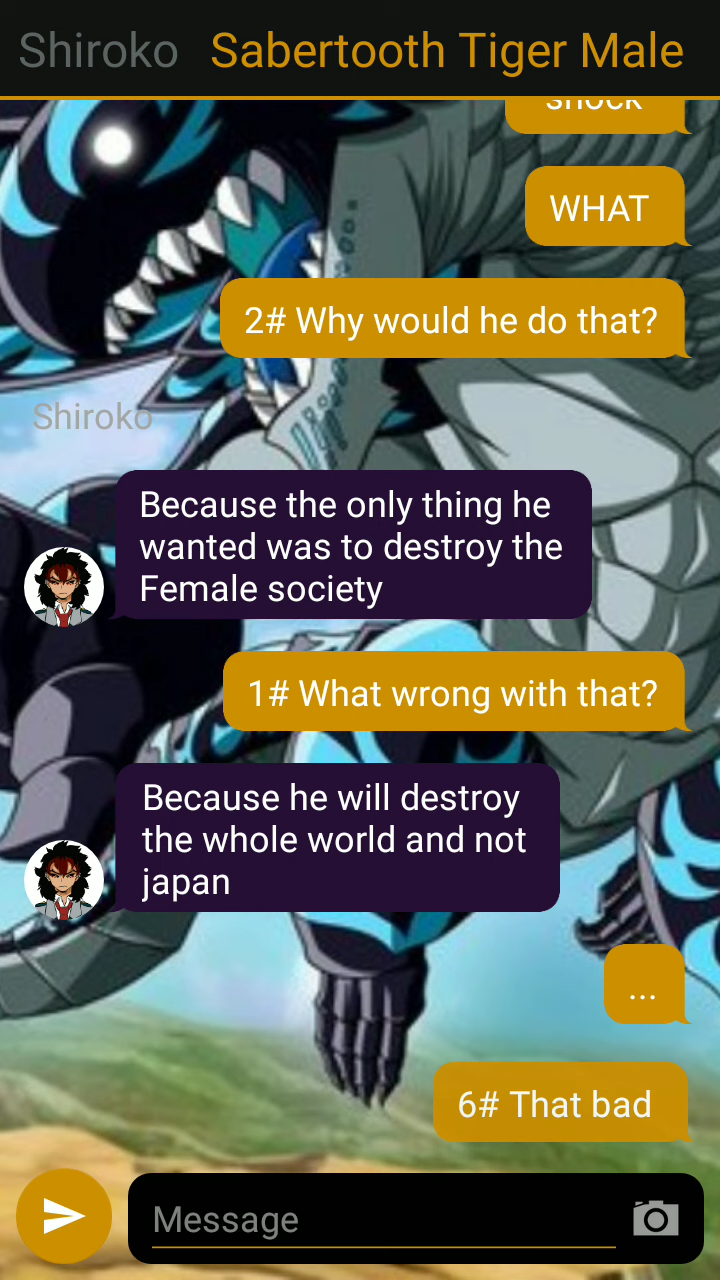 Shiroko Sabertooth Tiger Male
shock
WHAT
2# Why would he do that?
Shiroko
Because the only thing he
wanted was to destroy the
Female society
1# What wrong with that?
Because he will destroy
the whole world and not
japan
...
6# That bad
Message